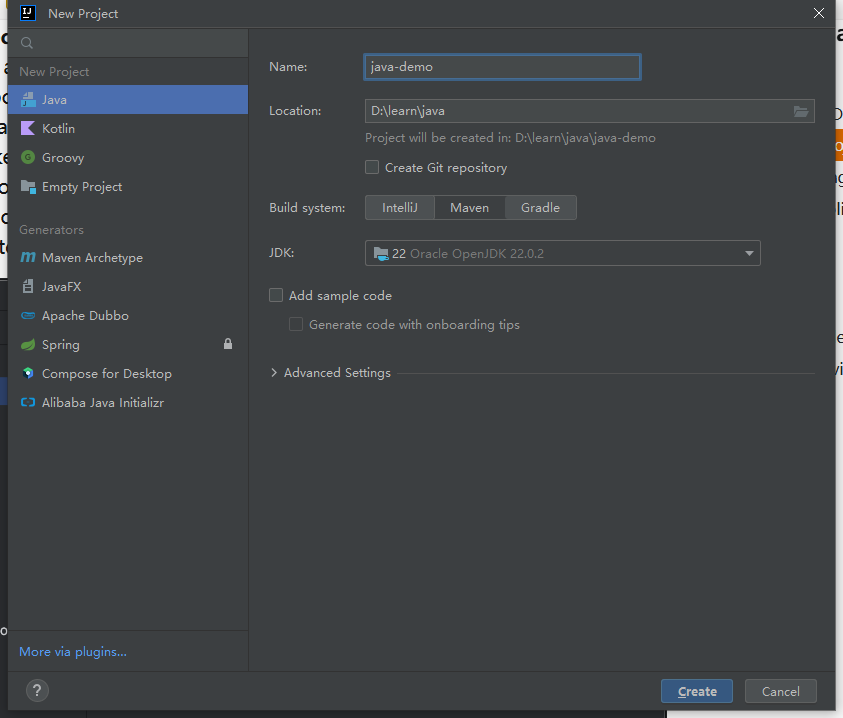 New Project
New Project
Java
Kotlin
Groovy
Empty Project
Generators
Maven Archetype
JavaFX
Apache Dubbo
Spring
Compose for Desktop
Alibaba Java Initializr
More via plugins...
?
Name: java-demo
Location: D:\learn\java
Project will be created in: D:\learn\java\java-demo
Create Git repository
Build system: IntelliJ Maven Gradle
JDK: 22 Oracle OpenJDK 22.0.2
Add sample code
Generate code with onboarding tips
Advanced Settings
Create Cancel